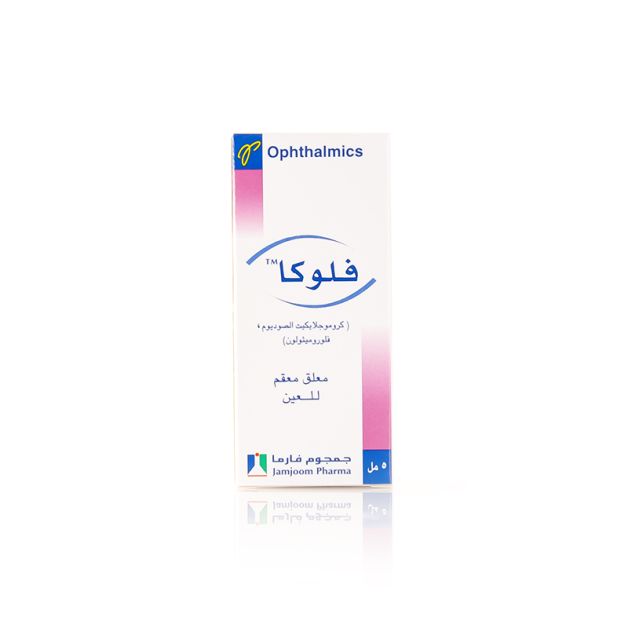 Ophthalmics
فلوكا™
(كروموجلايكيت الصوديوم،
فلوروميثولون)
معلق معقم
للعين
جمجوم فارما
Jamjoom Pharma
٥ مل